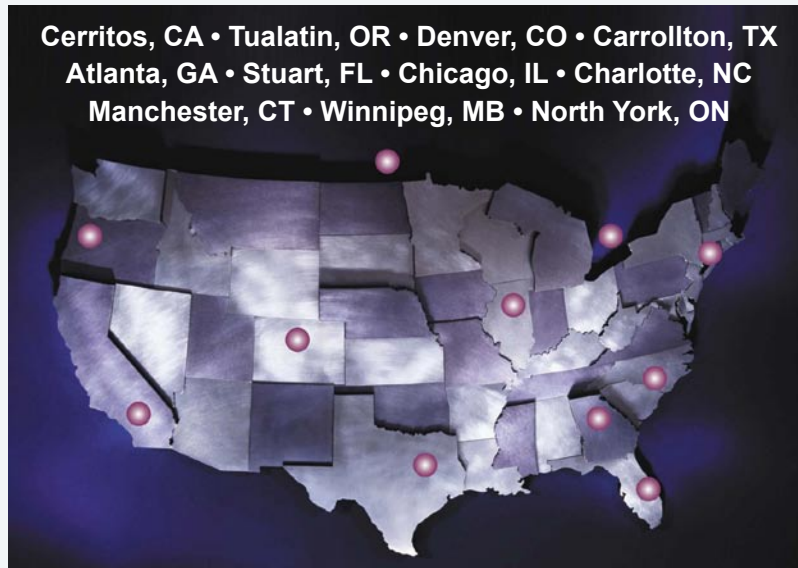 Cerritos, CA • Tualatin, OR • Denver, CO • Carrollton, TX
Atlanta, GA • Stuart, FL • Chicago, IL • Charlotte, NC
Manchester, CT • Winnipeg, MB • North York, ON